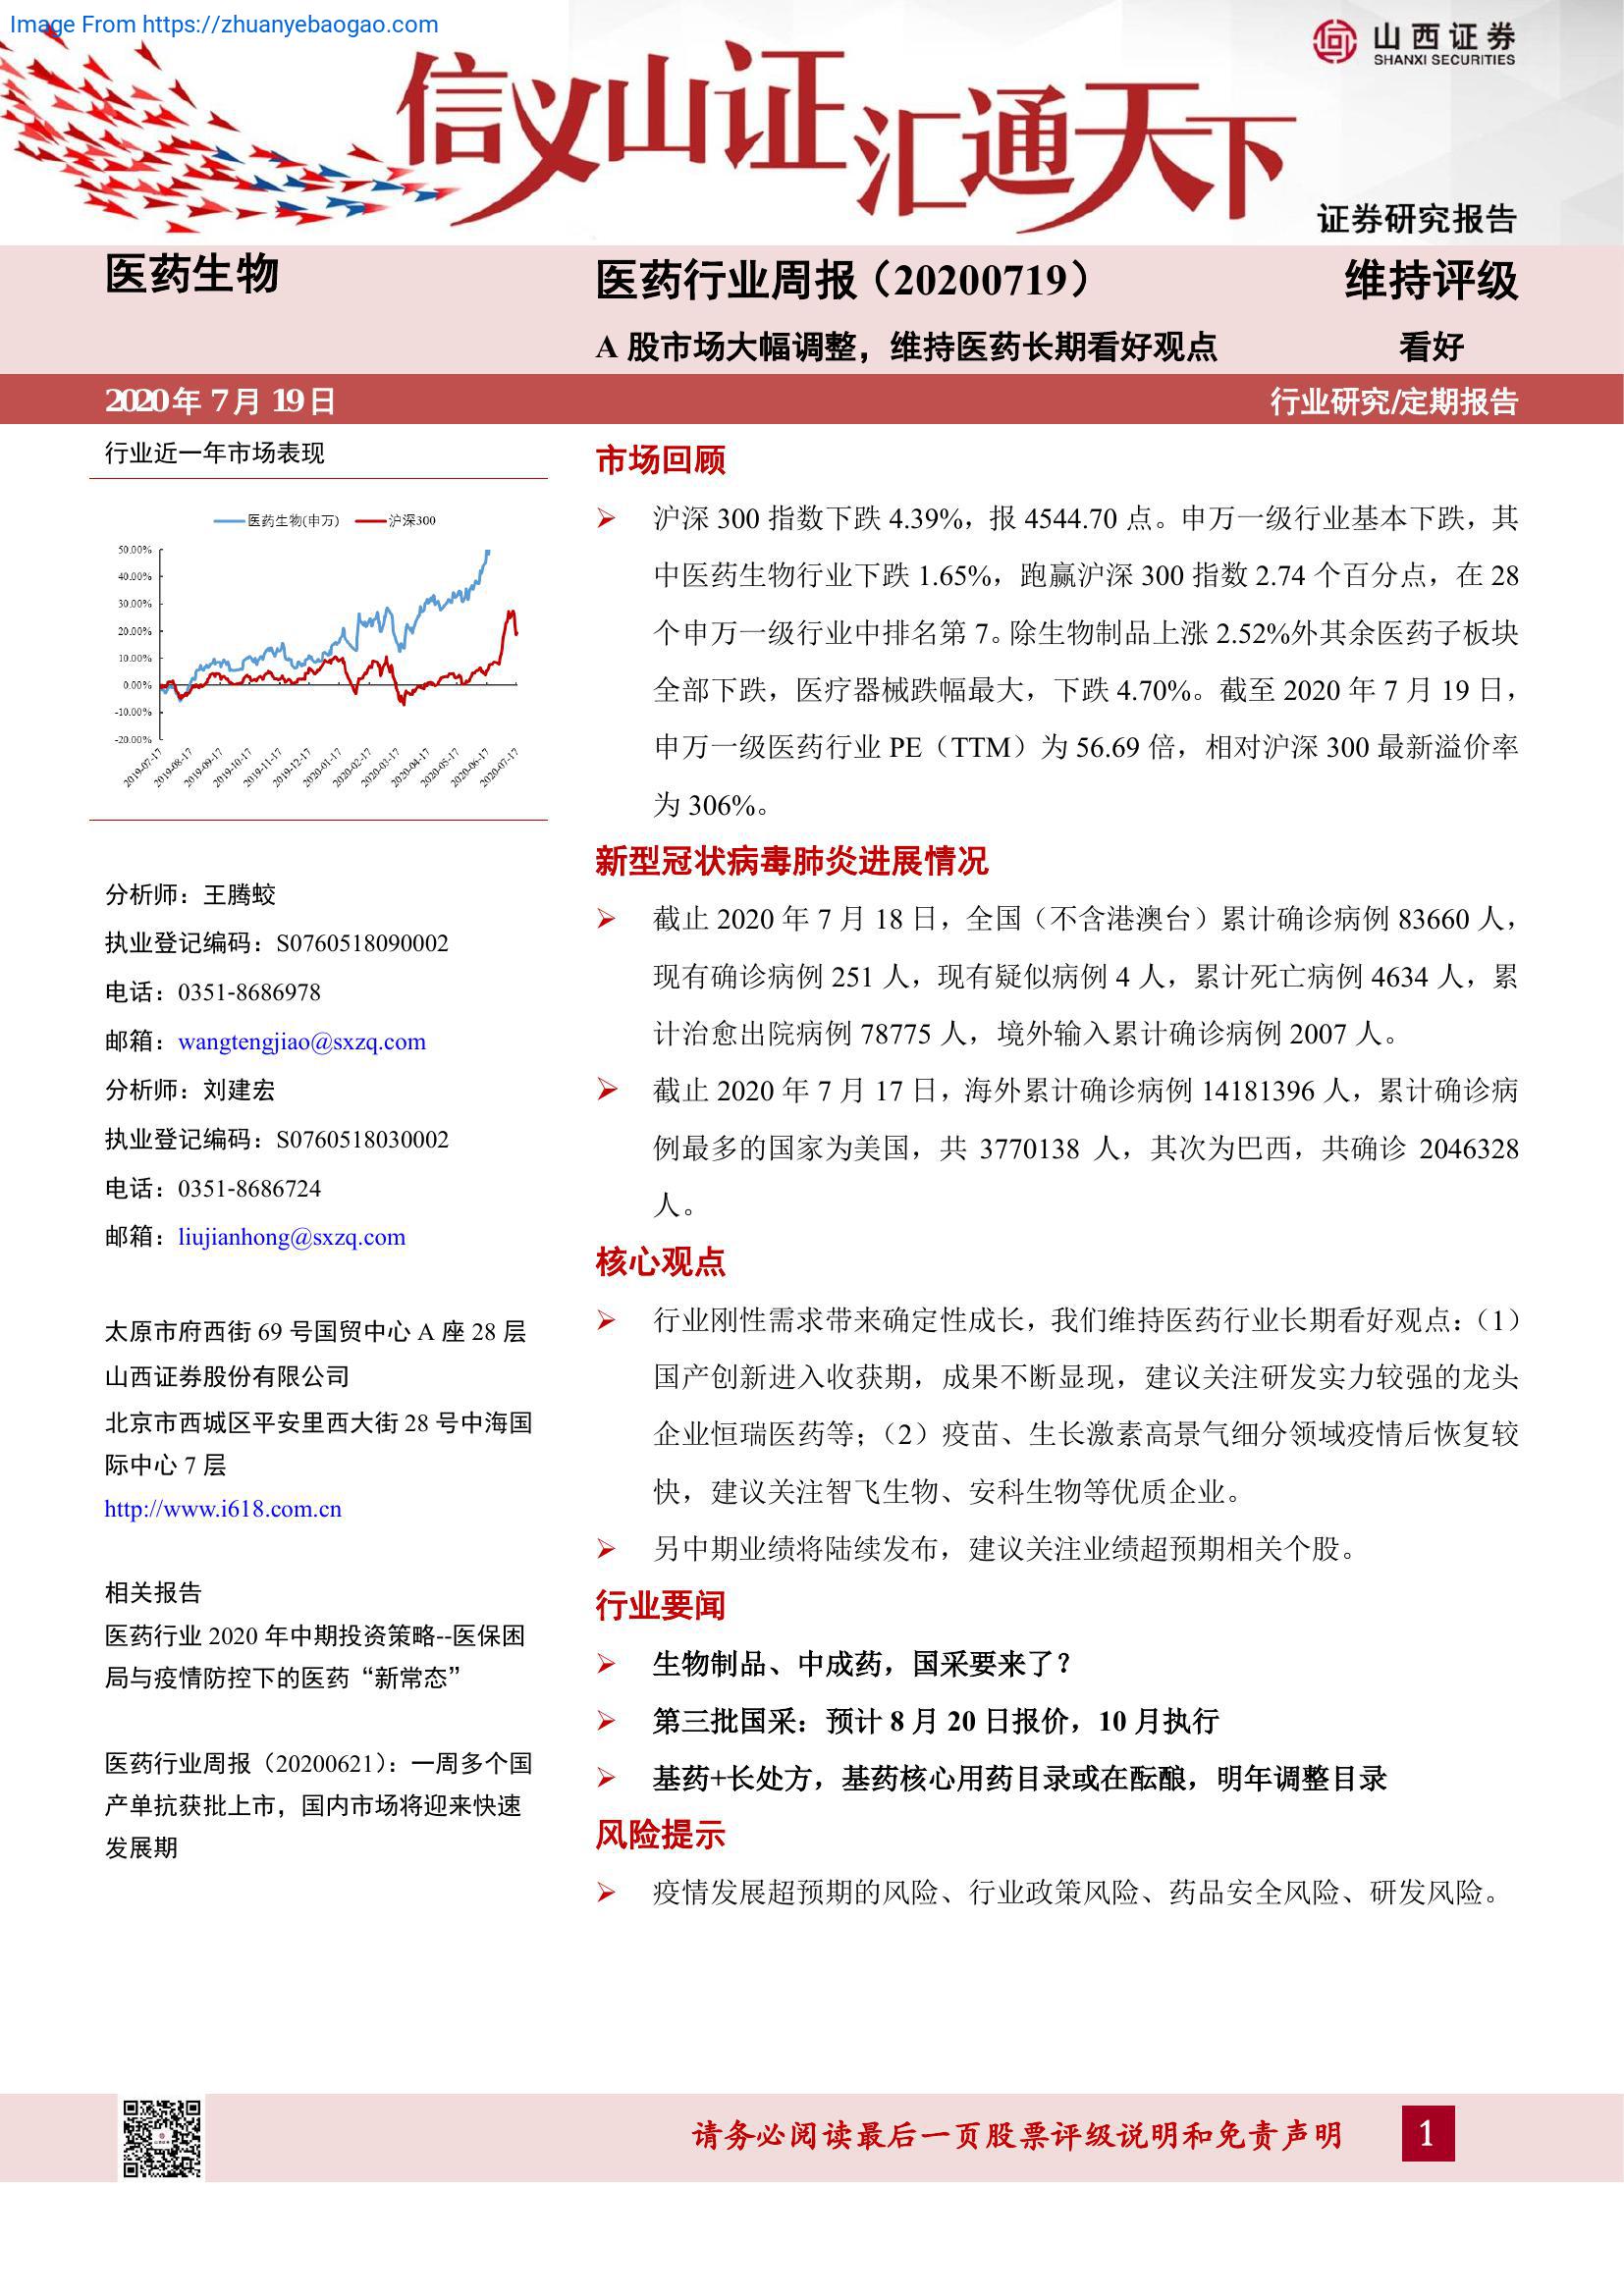 Image From https://zhuanyebaogao.com
山西证券
SHANXI SECURITIES
信义山证汇通天下
证券研究报告
医药生物
医药行业周报（20200719）
维持评级
A 股市场大幅调整，维持医药长期看好观点
看好
2020年 7月 19日
行业研究/定期报告
行业近一年市场表现
医药生物(申万)
沪深300
50.00%
40.00%
30.00%
20.00%
10.00%
0.00%
-10.00%
-20.00%
2019-07-17
2019-08-17
2019-09-17
2019-10-17
2019-11-17
2019-12-17
2020-01-17
2020-02-17
2020-03-17
2020-04-17
2020-05-17
2020-06-17
2020-07-17
分析师：王腾蛟
执业登记编码：S0760518090002
电话：0351-8686978
邮箱：wangtengjiao@sxzq.com
分析师：刘建宏
执业登记编码：S0760518030002
电话：0351-8686724
邮箱：liujianhong@sxzq.com
太原市府西街 69 号国贸中心 A 座 28 层
山西证券股份有限公司
北京市西城区平安里西大街 28 号中海国
际中心 7 层
http://www.i618.com.cn
相关报告
医药行业 2020 年中期投资策略--医保困
局与疫情防控下的医药“新常态”
医药行业周报（20200621）：一周多个国
产单抗获批上市，国内市场将迎来快速
发展期
市场回顾
沪深 300 指数下跌 4.39%，报 4544.70 点。申万一级行业基本下跌，其
中医药生物行业下跌 1.65%，跑赢沪深 300 指数 2.74 个百分点，在 28
个申万一级行业中排名第 7。除生物制品上涨 2.52%外其余医药子板块
全部下跌，医疗器械跌幅最大，下跌 4.70%。截至 2020 年 7 月 19 日，
申万一级医药行业 PE（TTM）为 56.69 倍，相对沪深 300 最新溢价率
为 306%。
新型冠状病毒肺炎进展情况
截止 2020 年 7 月 18 日，全国（不含港澳台）累计确诊病例 83660 人，
现有确诊病例 251 人，现有疑似病例 4 人，累计死亡病例 4634 人，累
计治愈出院病例 78775 人，境外输入累计确诊病例 2007 人。
截止 2020 年 7 月 17 日，海外累计确诊病例 14181396 人，累计确诊病
例最多的国家为美国，共 3770138 人，其次为巴西，共确诊 2046328
人。
核心观点
行业刚性需求带来确定性成长，我们维持医药行业长期看好观点：（1）
国产创新进入收获期，成果不断显现，建议关注研发实力较强的龙头
企业恒瑞医药等；（2）疫苗、生长激素高景气细分领域疫情后恢复较
快，建议关注智飞生物、安科生物等优质企业。
另中期业绩将陆续发布，建议关注业绩超预期相关个股。
行业要闻
生物制品、中成药，国采要来了？
第三批国采：预计 8 月 20 日报价，10 月执行
基药+长处方，基药核心用药目录或在酝酿，明年调整目录
风险提示
疫情发展超预期的风险、行业政策风险、药品安全风险、研发风险。
请务必阅读最后一页股票评级说明和免责声明
1